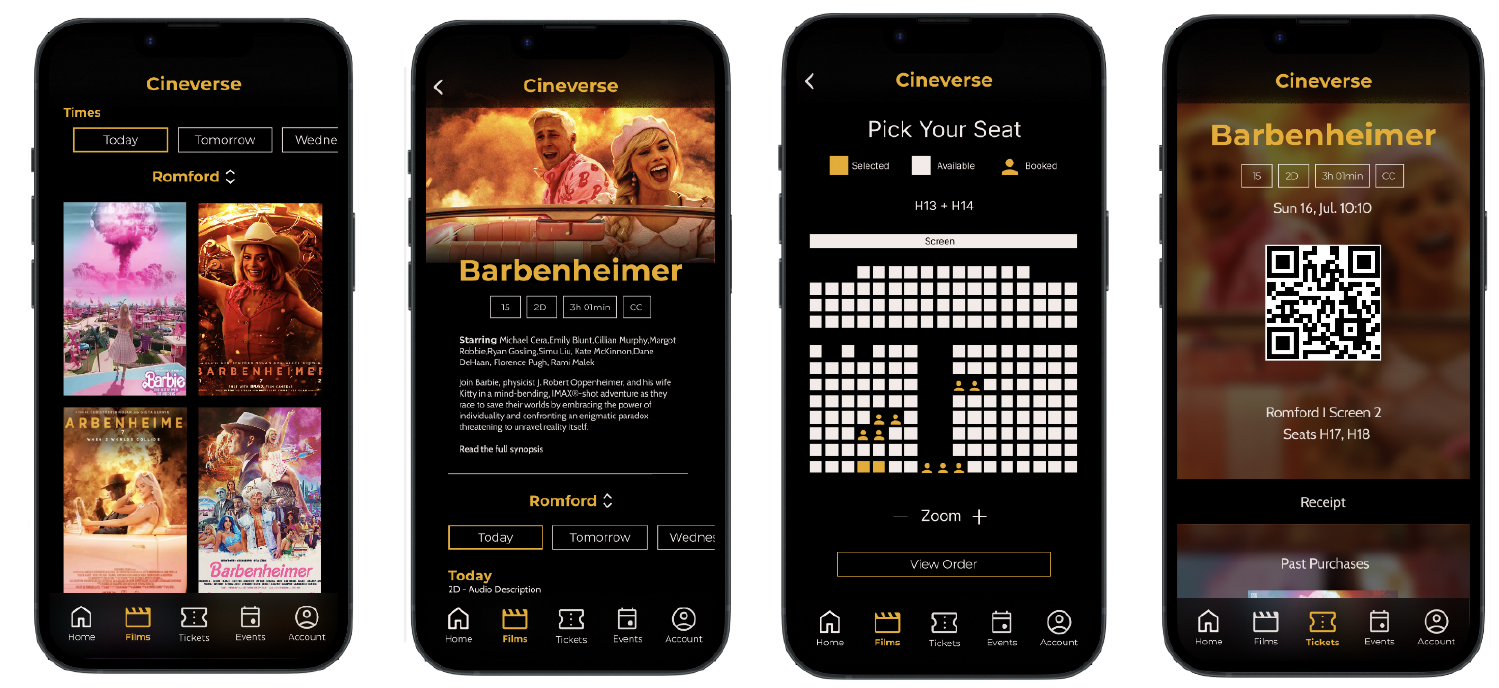 Cineverse
Times
Today
Tomorrow
Wedne
Romford
Barbie
BARBENHEIMER
ARBENHEIME
WHEN 2 WORLDS COLLIDE
Barbenheimer
Home
Films
Tickets
Events
Account
Cineverse
Barbenheimer
15
2D
3h 01min
CC
Starring Michael Cera,Emily Blunt,Cillian Murphy,Margot
Robbie,Ryan Gosling,Simu Liu, Kate McKinnon,Dane
DeHaan, Florence Pugh, Rami Malek
Join Barbie, physicist J. Robert Oppenheimer, and his wife
Kitty in a mind-bending, IMAX®-shot adventure as they
race to save their worlds by embracing the power of
individuality and confronting an enigmatic paradox
threatening to unravel reality itself.
Read the full synopsis
Romford
Today
Tomorrow
Wednes
Today
2D - Audio Description
Home
Films
Tickets
Events
Account
Cineverse
Pick Your Seat
Selected
Available
Booked
H13 + H14
Screen
Zoom
View Order
Home
Films
Tickets
Events
Account
Cineverse
Barbenheimer
15
2D
3h 01min
CC
Sun 16, Jul. 10:10
Romford I Screen 2
Seats H17, H18
Receipt
Past Purchases
Home
Films
Tickets
Events
Account